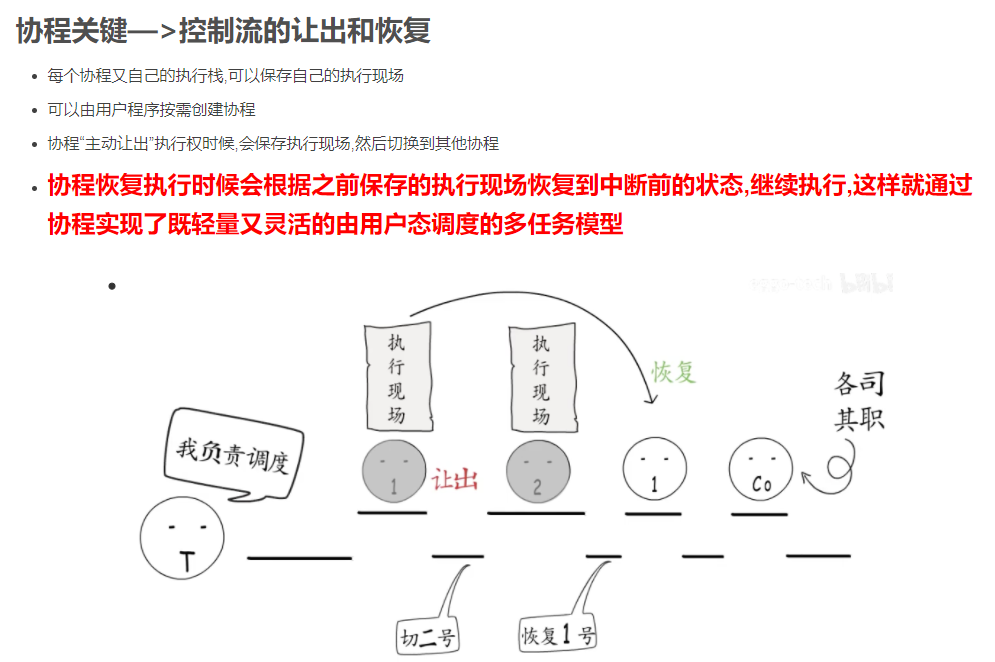 协程关键—>控制流的让出和恢复
每个协程又自己的执行栈,可以保存自己的执行现场
可以由用户程序按需创建协程
协程“主动让出”执行权时候,会保存执行现场,然后切换到其他协程
协程恢复执行时候会根据之前保存的执行现场恢复到中断前的状态,继续执行,这样就通过
协程实现了既轻量又灵活的由用户态调度的多任务模型
执行现场
执行现场
恢复
各司
其职
我负责调度
1
让出
2
1
Co
T
切二号
恢复1号